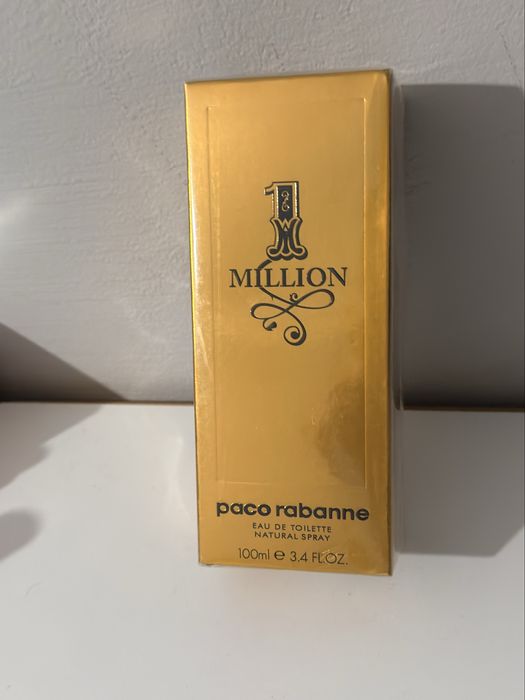 1
MILLION
paco rabanne
EAU DE TOILETTE
NATURAL SPRAY
100ml ℮ 3.4 FL.OZ.